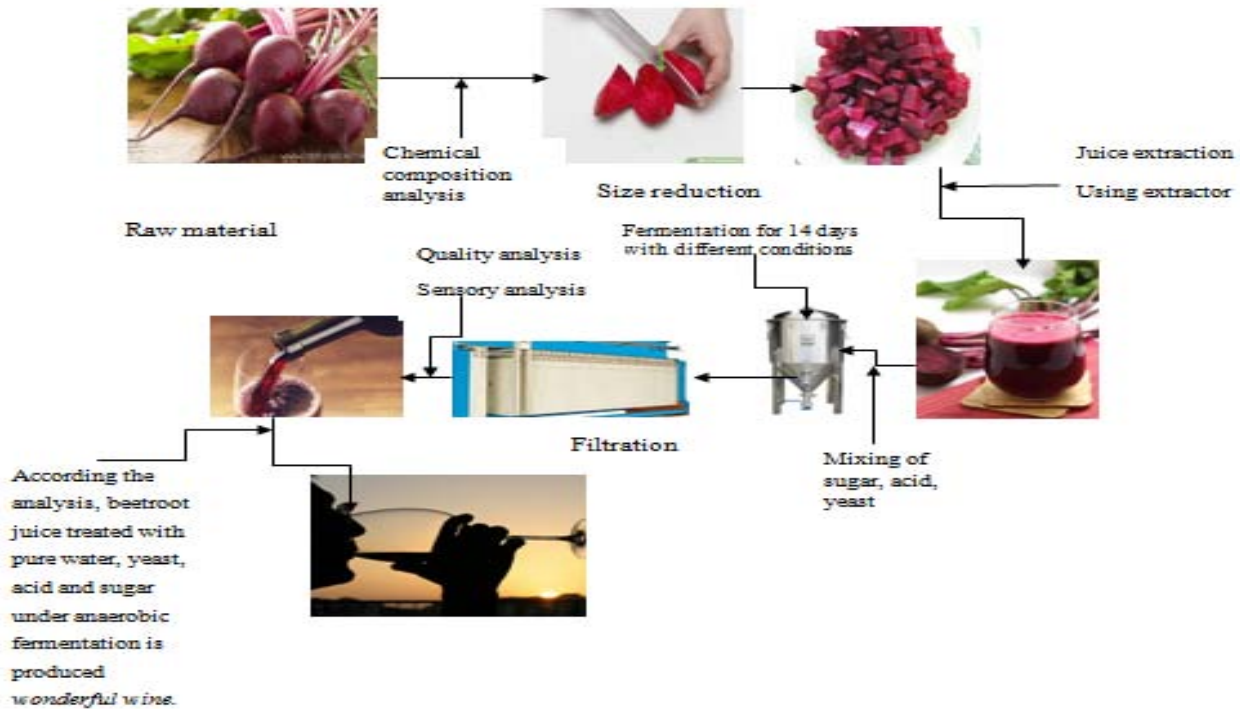 Chemical
composition
analysis
Raw material
Size reduction
Juice extraction
Using extractor
Fermentation for 14 days
with different conditions
Quality analysis
Sensory analysis
Filtration
Mixing of
sugar, acid,
yeast
According the
analysis, beetroot
juice treated with
pure water, yeast,
acid and sugar
under anaerobic
fermentation is
produced
wonderful wine.